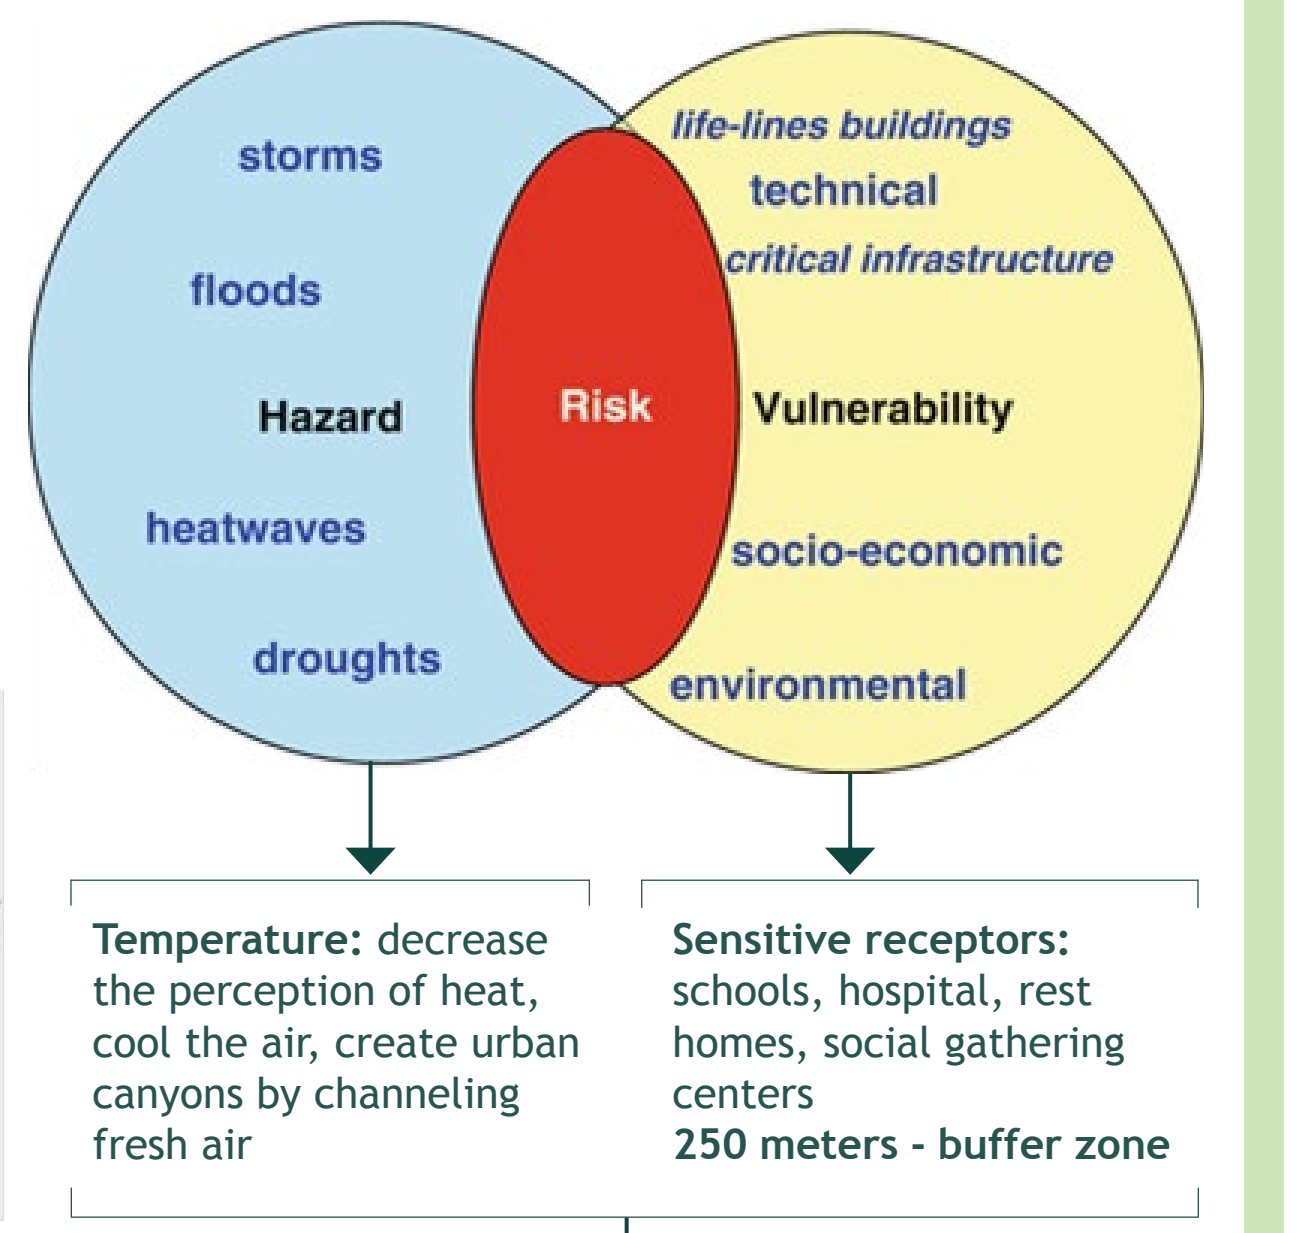 storms
floods
Hazard
heatwaves
droughts
Risk
life-lines buildings
technical
critical infrastructure
Vulnerability
socio-economic
environmental
Temperature: decrease
the perception of heat,
cool the air, create urban
canyons by channeling
fresh air
Sensitive receptors:
schools, hospital, rest
homes, social gathering
centers
250 meters - buffer zone